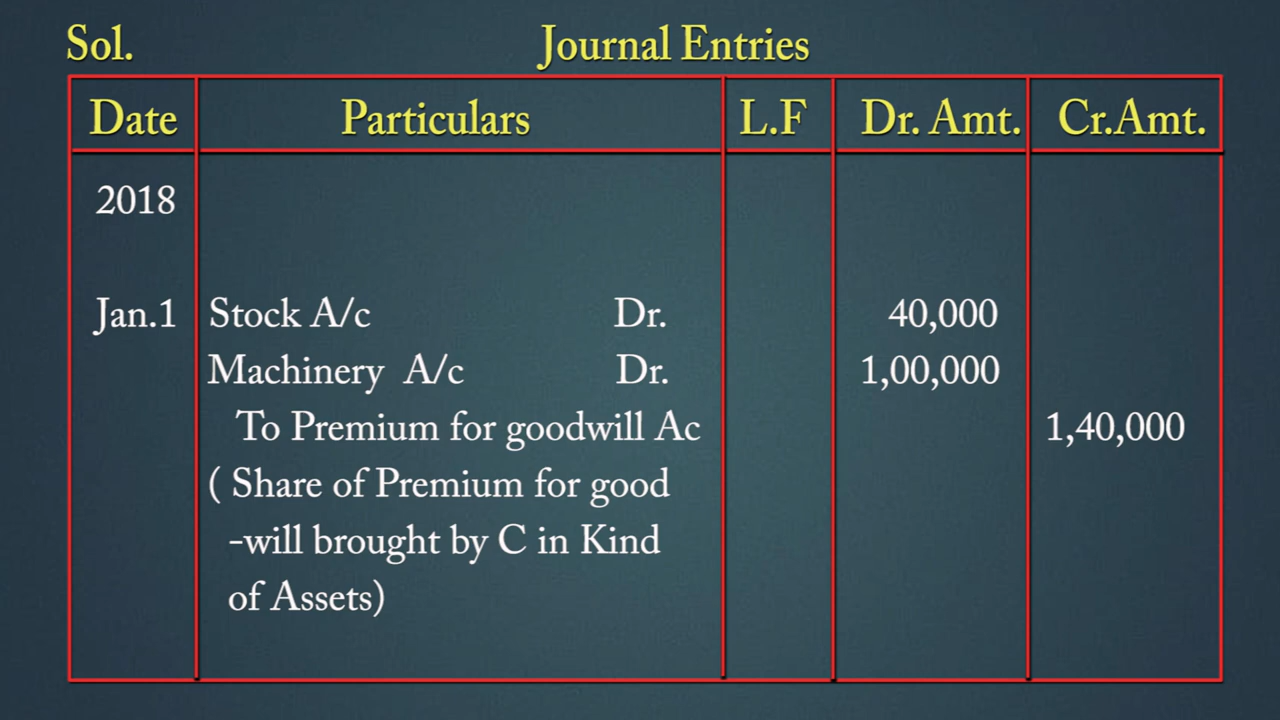 Sol. Journal Entries
Date Particulars L.F Dr. Amt. Cr.Amt.
2018
Jan.1 Stock A/c Dr. 40,000
Machinery A/c Dr. 1,00,000
To Premium for goodwill Ac 1,40,000
( Share of Premium for good
-will brought by C in Kind
of Assets)